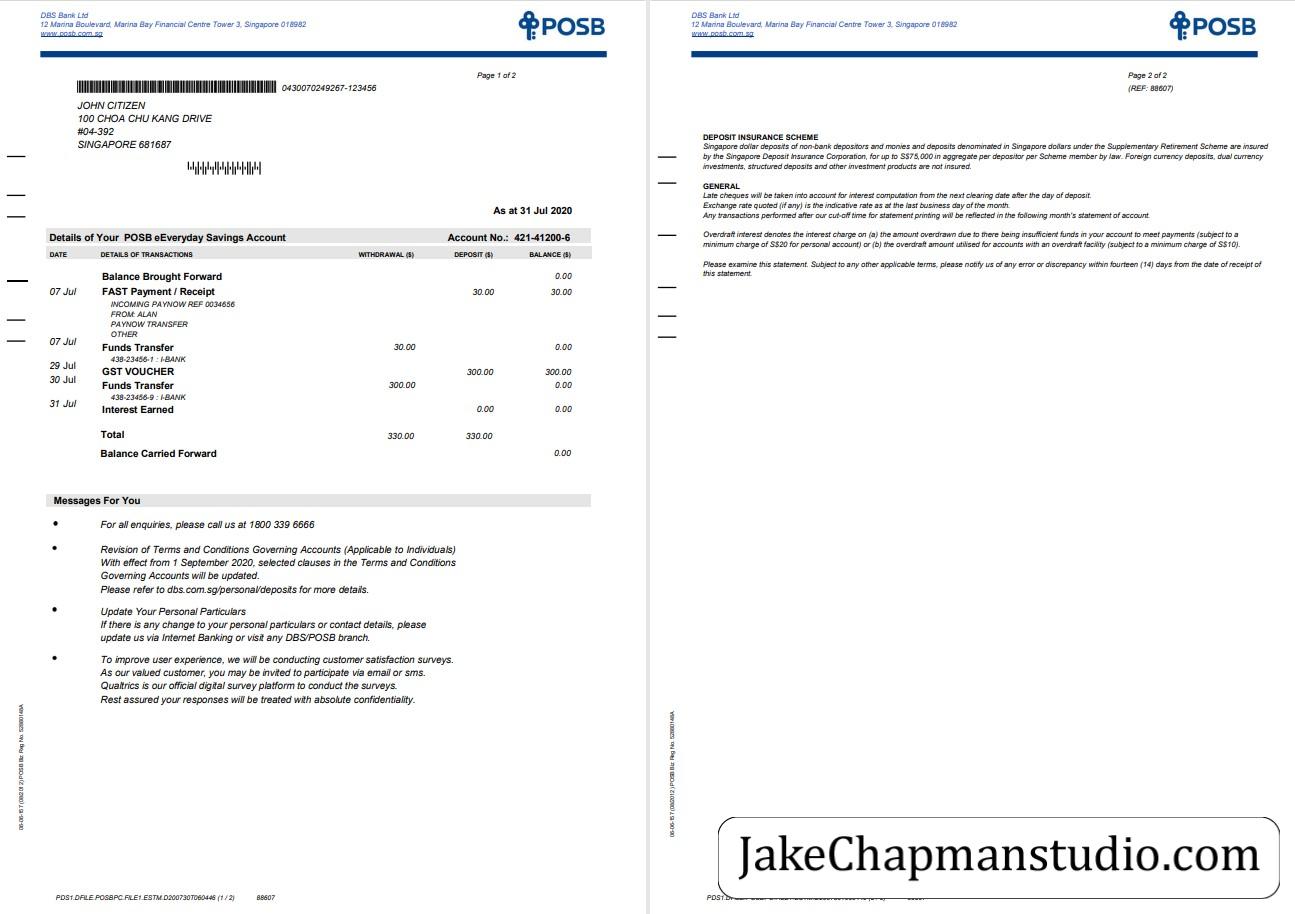 DBS Bank Ltd
12 Marina Boulevard, Marina Bay Financial Centre Tower 3, Singapore 018982
www.posb.com.sg
POSB
Page 1 of 2
0430070249267-123456
JOHN CITIZEN
100 CHOA CHU KANG DRIVE
#04-392
SINGAPORE 681687
As at 31 Jul 2020
Details of Your POSB eEveryday Savings Account Account No.: 421-41200-6
DATE DETAILS OF TRANSACTIONS WITHDRAWAL ($) DEPOSIT ($) BALANCE ($)
Balance Brought Forward 0.00
07 Jul FAST Payment / Receipt 30.00 30.00
INCOMING PAYNOW REF 0034656
FROM: ALAN
PAYNOW TRANSFER
OTHER
07 Jul Funds Transfer 30.00 0.00
438-23456-1 : I-BANK
29 Jul GST VOUCHER 300.00 300.00
30 Jul Funds Transfer 300.00 0.00
438-23456-9 : I-BANK
31 Jul Interest Earned 0.00 0.00
Total 330.00 330.00
Balance Carried Forward 0.00
Messages For You
• For all enquiries, please call us at 1800 339 6666
• Revision of Terms and Conditions Governing Accounts (Applicable to Individuals)
With effect from 1 September 2020, selected clauses in the Terms and Conditions
Governing Accounts will be updated.
Please refer to dbs.com.sg/personal/deposits for more details.
• Update Your Personal Particulars
If there is any change to your personal particulars or contact details, please
update us via Internet Banking or visit any DBS/POSB branch.
• To improve user experience, we will be conducting customer satisfaction surveys.
As our valued customer, you may be invited to participate via email or sms.
Qualtrics is our official digital survey platform to conduct the surveys.
Rest assured your responses will be treated with absolute confidentiality.
PDS1.DFILE.POSBPC.FILE1.ESTM.D200730T060446 (1 / 2) 88607
DBS Bank Ltd
12 Marina Boulevard, Marina Bay Financial Centre Tower 3, Singapore 018982
www.posb.com.sg
POSB
Page 2 of 2
(REF: 88607)
DEPOSIT INSURANCE SCHEME
Singapore dollar deposits of non-bank depositors and monies and deposits denominated in Singapore dollars under the Supplementary Retirement Scheme are insured
by the Singapore Deposit Insurance Corporation, for up to S$75,000 in aggregate per depositor per Scheme member by law. Foreign currency deposits, dual currency
investments, structured deposits and other investment products are not insured.
GENERAL
Late cheques will be taken into account for interest computation from the next clearing date after the day of deposit.
Exchange rate quoted (if any) is the indicative rate as at the last business day of the month.
Any transactions performed after our cut-off time for statement printing will be reflected in the following month's statement of account.
Overdraft interest denotes the interest charge on (a) the amount overdrawn due to there being insufficient funds in your account to meet payments (subject to a
minimum charge of S$20 for personal account) or (b) the overdraft amount utilised for accounts with an overdraft facility (subject to a minimum charge of S$10).
Please examine this statement. Subject to any other applicable terms, please notify us of any error or discrepancy within fourteen (14) days from the date of receipt of
this statement.
JakeChapmanstudio.com